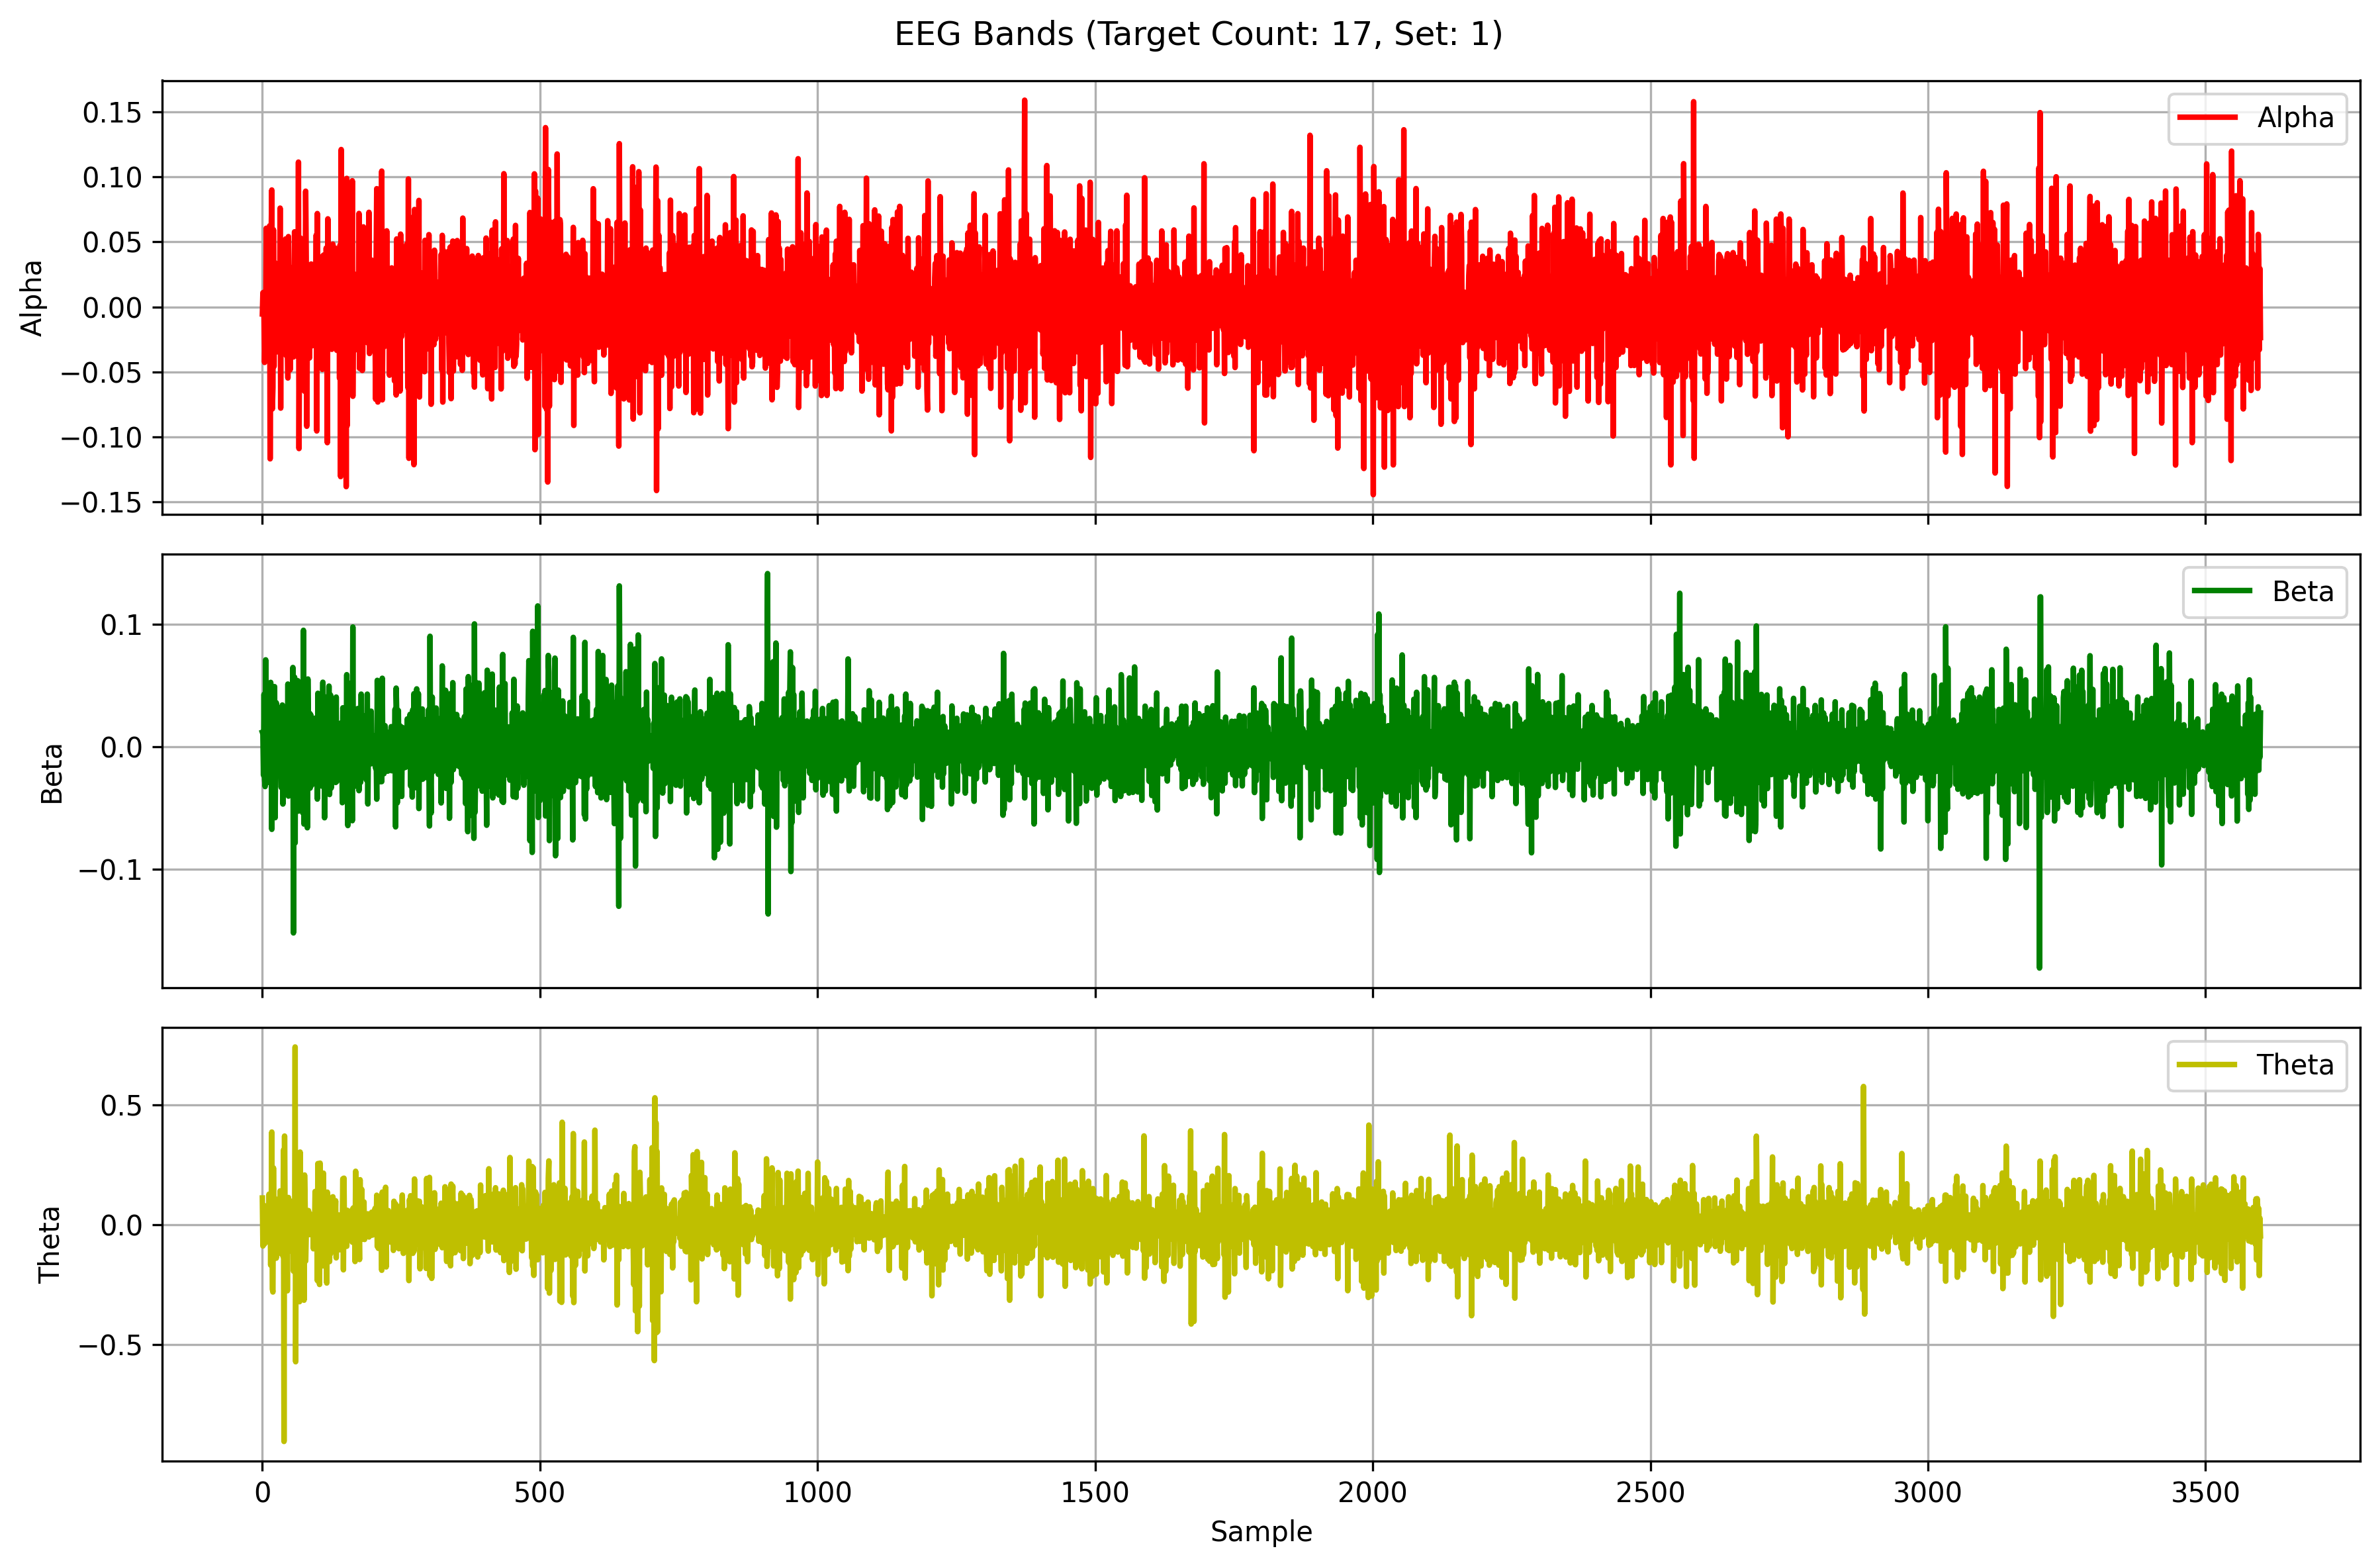 EEG Bands (Target Count: 17, Set: 1)
0.15
0.10
0.05
0.00
−0.05
−0.10
−0.15
Alpha
Alpha
0.1
0.0
−0.1
Beta
Beta
0.5
0.0
−0.5
Theta
Theta
0 500 1000 1500 2000 2500 3000 3500
Sample